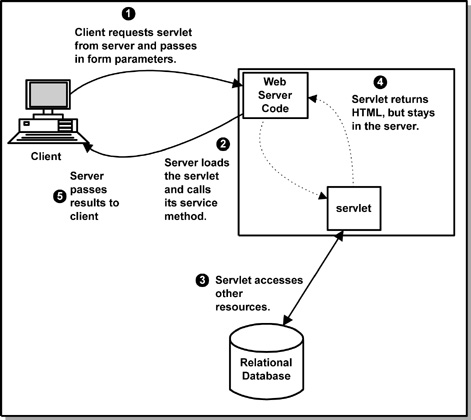 1
Client requests servlet
from server and passes
in form parameters.
Web
Server
Code
4
Servlet returns
HTML, but stays
in the server.
Client
2
Server loads
the servlet
and calls
its service
method.
5
Server
passes
results to
client
servlet
3
Servlet accesses
other
resources.
Relational
Database